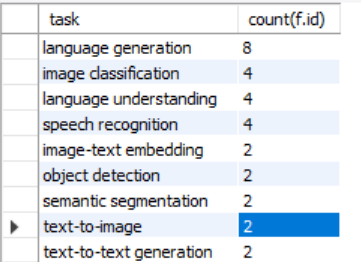 task count(f.id)
language generation 8
image classification 4
language understanding 4
speech recognition 4
image-text embedding 2
object detection 2
semantic segmentation 2
text-to-image 2
text-to-text generation 2